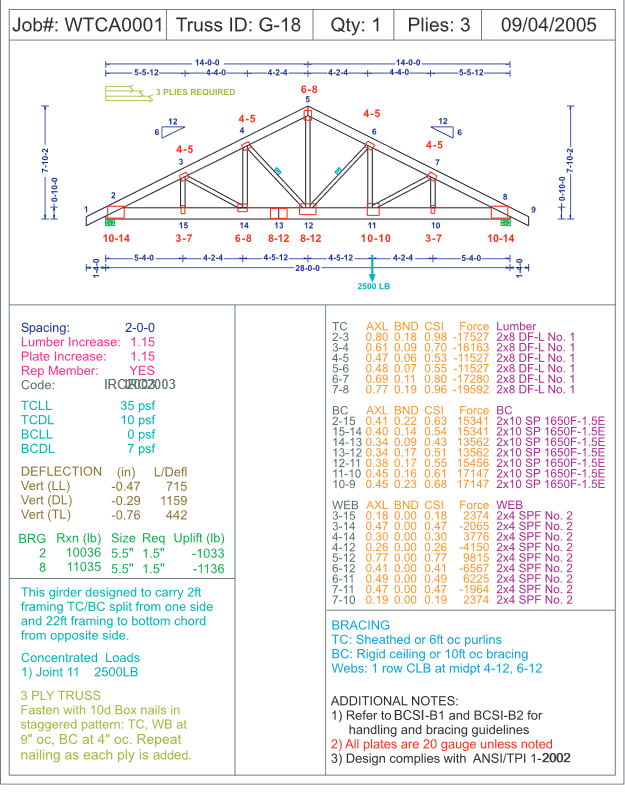 Job#: WTCA0001 Truss ID: G-18 Qty: 1 Plies: 3 09/04/2005
14-0-0 14-0-0
5-5-12 4-4-0 4-2-4 4-2-4 4-4-0 5-5-12
3 PLIES REQUIRED
6-8
5
12
6
4-5
4
4-5
6
12
6
4-5
3
4-5
7
7-10-2
0-10-0
7-10-2
0-10-0
1 2 8 9
15 14 13 12 11 10
10-14 3-7 6-8 8-12 8-12 10-10 3-7 10-14
5-4-0 4-2-4 4-5-12 4-5-12 4-2-4 5-4-0
1-4-0 28-0-0 1-4-0
2500 LB
Spacing: 2-0-0
Lumber Increase: 1.15
Plate Increase: 1.15
Rep Member: YES
Code:
TCLL 35 psf
TCDL 10 psf
BCLL 0 psf
BCDL 7 psf
DEFLECTION (in) L/Defl
Vert (LL) -0.47 715
Vert (DL) -0.29 1159
Vert (TL) -0.76 442
BRG Rxn (lb) Size Req Uplift (lb)
2 10036 5.5" 1.5" -1033
8 11035 5.5" 1.5" -1136
This girder designed to carry 2ft
framing TC/BC split from one side
and 22ft framing to bottom chord
from opposite side.
Concentrated Loads
1) Joint 11 2500LB
3 PLY TRUSS
Fasten with 10d Box nails in
staggered pattern: TC, WB at
9" oc, BC at 4" oc. Repeat
nailing as each ply is added.
TC AXL BND CSI Force Lumber
2-3 0.80 0.18 0.98 -17527 2x8 DF-L No. 1
3-4 0.61 0.09 0.70 -16163 2x8 DF-L No. 1
4-5 0.47 0.06 0.53 -11527 2x8 DF-L No. 1
5-6 0.48 0.07 0.55 -11527 2x8 DF-L No. 1
6-7 0.69 0.11 0.80 -17280 2x8 DF-L No. 1
7-8 0.77 0.19 0.96 -19592 2x8 DF-L No. 1
BC AXL BND CSI Force BC
2-15 0.41 0.22 0.63 15341 2x10 SP 1650F-1.5E
15-14 0.40 0.14 0.54 15341 2x10 SP 1650F-1.5E
14-13 0.34 0.09 0.43 13562 2x10 SP 1650F-1.5E
13-12 0.34 0.17 0.51 13562 2x10 SP 1650F-1.5E
12-11 0.38 0.17 0.55 15456 2x10 SP 1650F-1.5E
11-10 0.45 0.16 0.61 17147 2x10 SP 1650F-1.5E
10-9 0.45 0.23 0.68 17147 2x10 SP 1650F-1.5E
WEB AXL BND CSI Force WEB
3-15 0.18 0.00 0.18 2374 2x4 SPF No. 2
3-14 0.47 0.00 0.47 -2065 2x4 SPF No. 2
4-14 0.30 0.00 0.30 3776 2x4 SPF No. 2
4-12 0.26 0.00 0.26 -4150 2x4 SPF No. 2
5-12 0.77 0.00 0.77 9815 2x4 SPF No. 2
6-12 0.41 0.00 0.41 -6567 2x4 SPF No. 2
6-11 0.49 0.00 0.49 6225 2x4 SPF No. 2
7-11 0.47 0.00 0.47 -1964 2x4 SPF No. 2
7-10 0.19 0.00 0.19 2374 2x4 SPF No. 2
BRACING
TC: Sheathed or 6ft oc purlins
BC: Rigid ceiling or 10ft oc bracing
Webs: 1 row CLB at midpt 4-12, 6-12
ADDITIONAL NOTES:
1) Refer to BCSI-B1 and BCSI-B2 for
handling and bracing guidelines
2) All plates are 20 gauge unless noted
3) Design complies with ANSI/TPI 1-2002